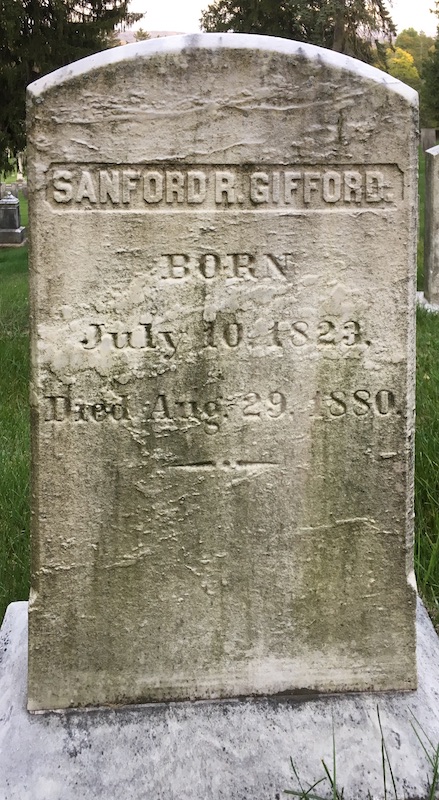 SANFORD R. GIFFORD.
BORN
July 10, 1823.
Died Aug. 29, 1880.